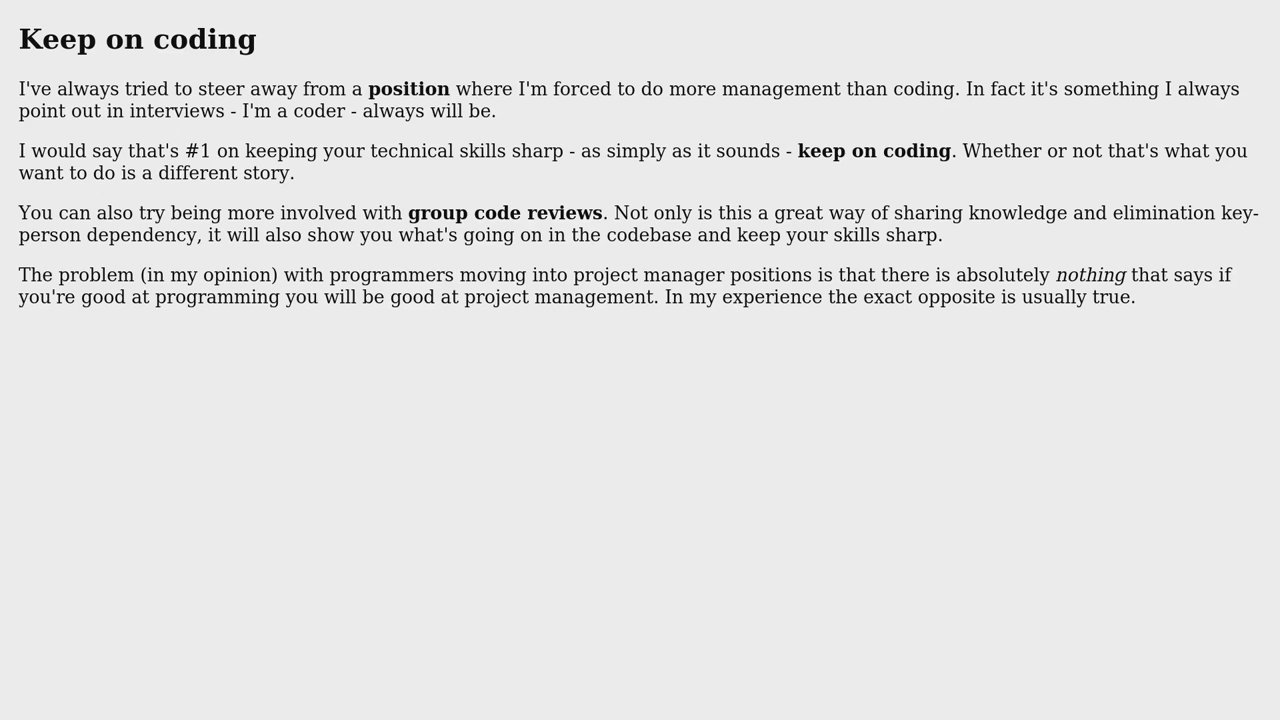 Keep on coding
I've always tried to steer away from a position where I'm forced to do more management than coding. In fact it's something I always
point out in interviews - I'm a coder - always will be.
I would say that's #1 on keeping your technical skills sharp - as simply as it sounds - keep on coding. Whether or not that's what you
want to do is a different story.
You can also try being more involved with group code reviews. Not only is this a great way of sharing knowledge and elimination key-
person dependency, it will also show you what's going on in the codebase and keep your skills sharp.
The problem (in my opinion) with programmers moving into project manager positions is that there is absolutely nothing that says if
you're good at programming you will be good at project management. In my experience the exact opposite is usually true.